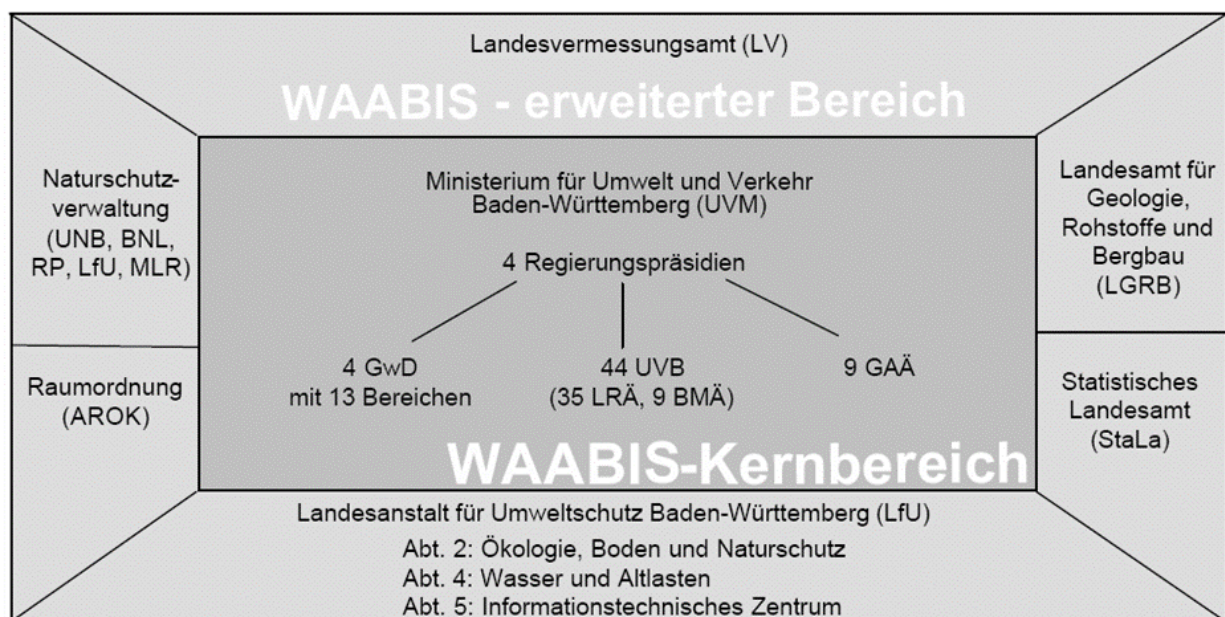 Landesvermessungsamt (LV)
WAABIS - erweiterter Bereich
Naturschutz-
verwaltung
(UNB, BNL,
RP, LfU, MLR)
Raumordnung
(AROK)
Ministerium für Umwelt und Verkehr
Baden-Württemberg (UVM)
4 Regierungspräsidien
4 GwD
mit 13 Bereichen
44 UVB
(35 LRÄ, 9 BMÄ)
9 GAÄ
WAABIS-Kernbereich
Landesamt für
Geologie,
Rohstoffe und
Bergbau
(LGRB)
Statistisches
Landesamt
(StaLa)
Landesanstalt für Umweltschutz Baden-Württemberg (LfU)
Abt. 2: Ökologie, Boden und Naturschutz
Abt. 4: Wasser und Altlasten
Abt. 5: Informationstechnisches Zentrum